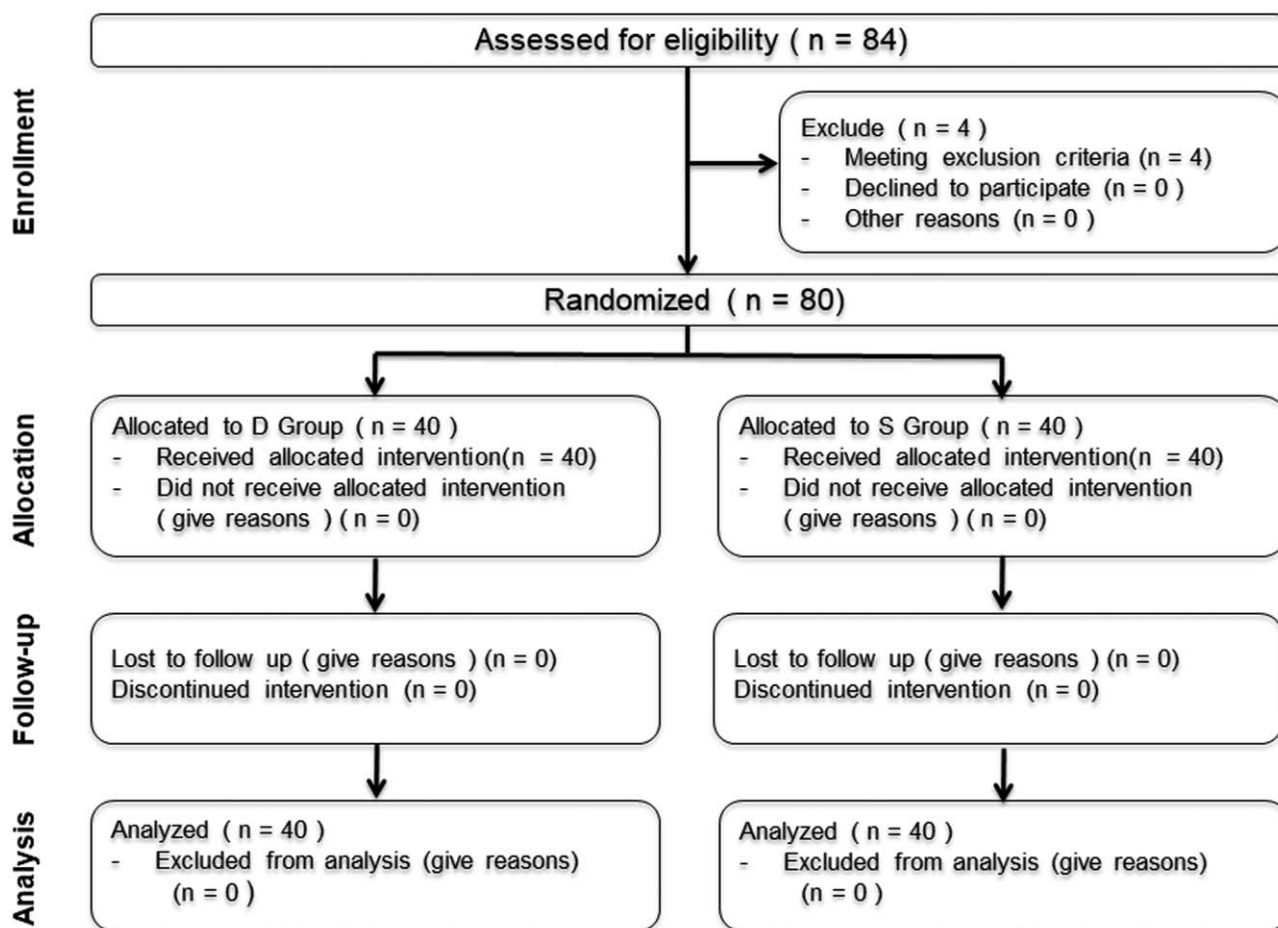 Assessed for eligibility ( n = 84)
Enrollment
Exclude ( n = 4 )
- Meeting exclusion criteria (n = 4)
- Declined to participate (n = 0 )
- Other reasons (n = 0 )
Randomized ( n = 80)
Allocation
Allocated to D Group ( n = 40 )
- Received allocated intervention(n = 40)
- Did not receive allocated intervention
( give reasons ) ( n = 0)
Allocated to S Group ( n = 40 )
- Received allocated intervention(n = 40)
- Did not receive allocated intervention
( give reasons ) ( n = 0)
Follow-up
Lost to follow up ( give reasons ) (n = 0)
Discontinued intervention (n = 0)
Lost to follow up ( give reasons ) (n = 0)
Discontinued intervention (n = 0)
Analysis
Analyzed ( n = 40 )
- Excluded from analysis (give reasons)
(n = 0 )
Analyzed ( n = 40 )
- Excluded from analysis (give reasons)
(n = 0 )